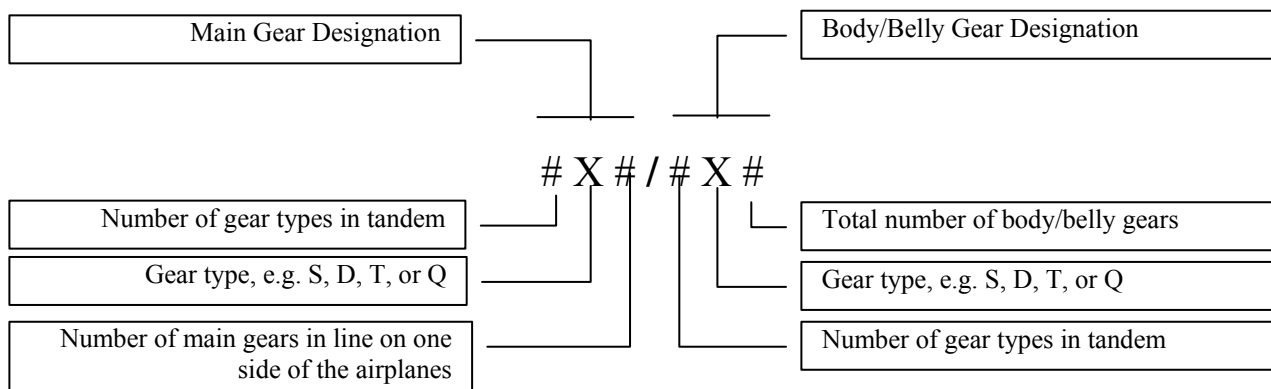 Main Gear Designation
Body/Belly Gear Designation
# X # / # X #
Number of gear types in tandem
Total number of body/belly gears
Gear type, e.g. S, D, T, or Q
Gear type, e.g. S, D, T, or Q
Number of main gears in line on one
side of the airplanes
Number of gear types in tandem